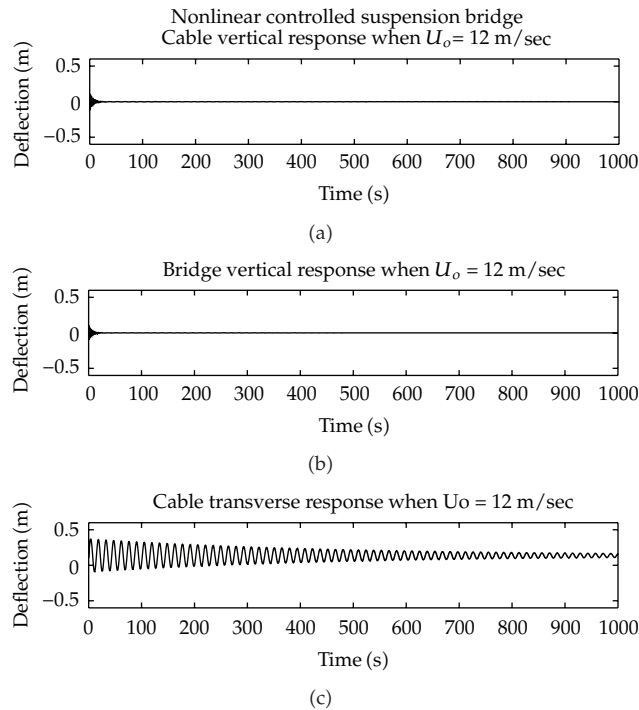 Nonlinear controlled suspension bridge
Cable vertical response when U_o = 12 m/sec
Deflection (m)
0.5
0
−0.5
0 100 200 300 400 500 600 700 800 900 1000
Time (s)
(a)
Bridge vertical response when U_o = 12 m/sec
Deflection (m)
0.5
0
−0.5
0 100 200 300 400 500 600 700 800 900 1000
Time (s)
(b)
Cable transverse response when Uo = 12 m/sec
Deflection (m)
0.5
0
−0.5
0 100 200 300 400 500 600 700 800 900 1000
Time (s)
(c)